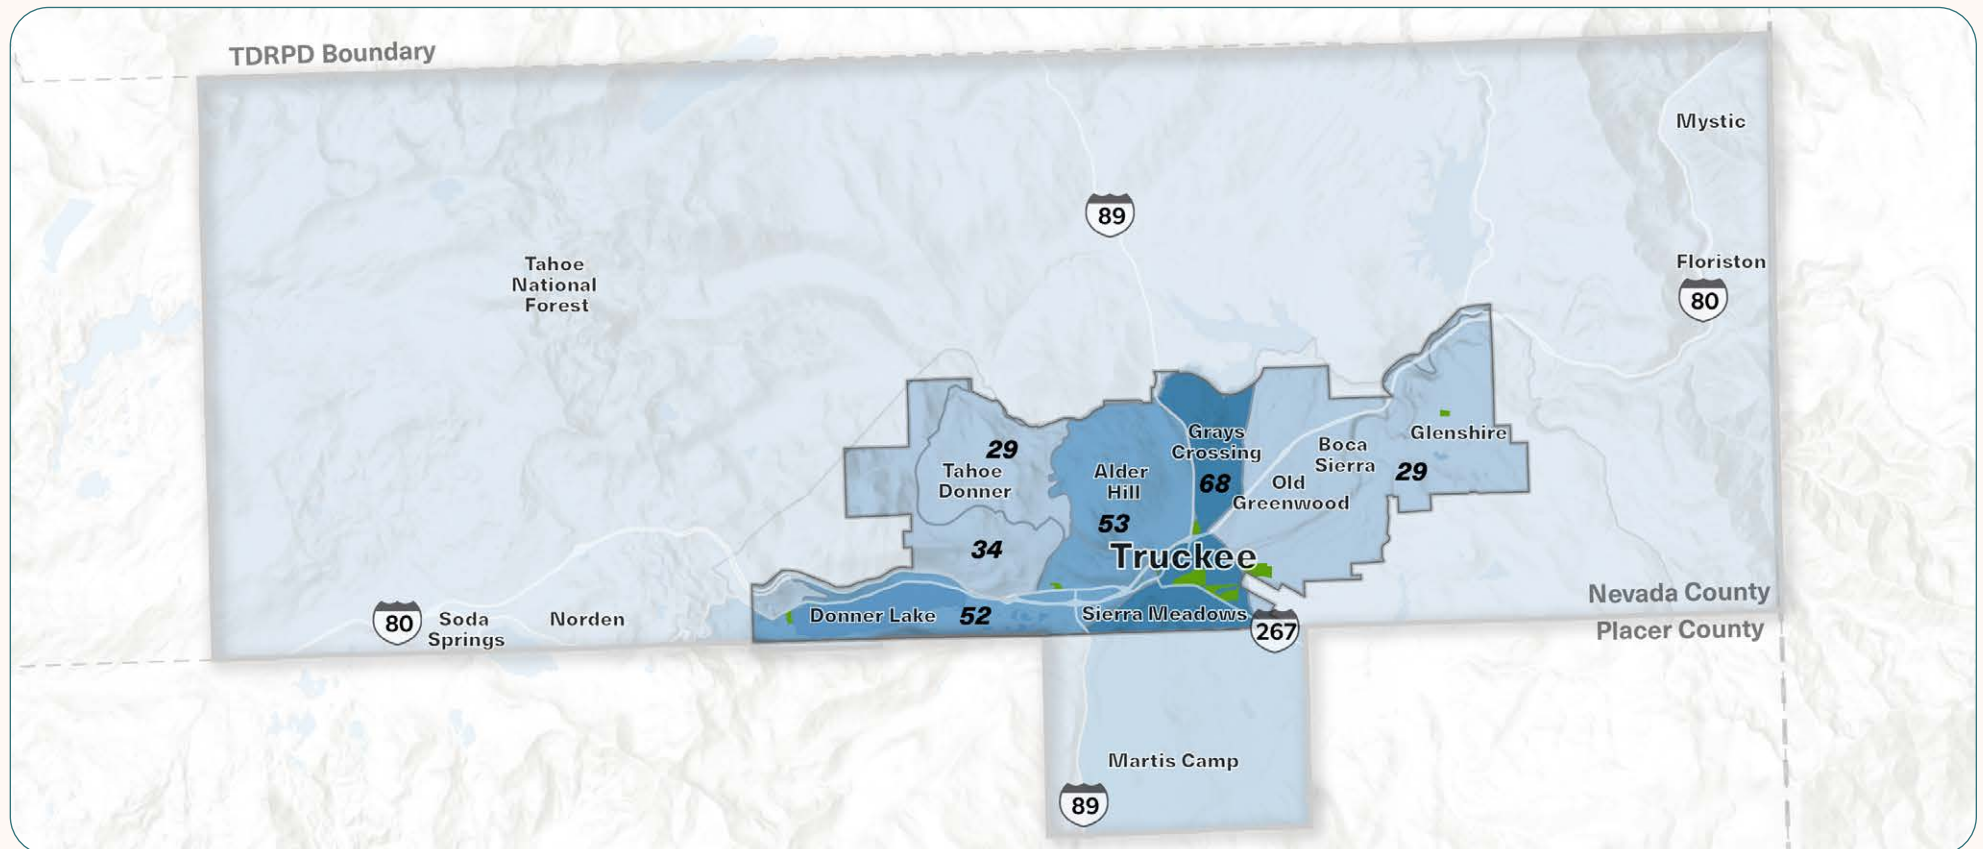 TDRPD Boundary
Mystic
89
Tahoe
National
Forest
Floriston
80
Grays
Crossing
68
Glenshire
Boca
Sierra
29
29
Tahoe
Donner
Alder
Hill
53
Old
Greenwood
34
Truckee
Nevada County
Placer County
80
Soda
Springs
Norden
Donner Lake
52
Sierra Meadows
267
Martis Camp
89